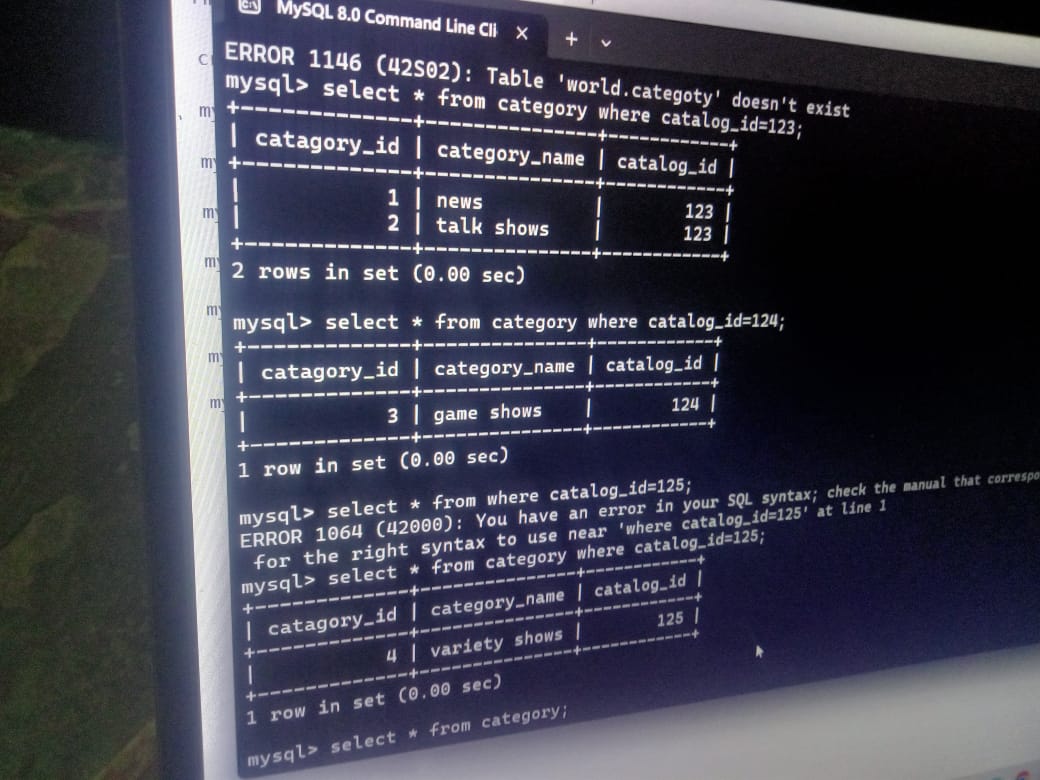 MySQL 8.0 Command Line Cli × + ⌄
ERROR 1146 (42S02): Table 'world.categoty' doesn't exist
mysql> select * from category where catalog_id=123;
+-------------+---------------+------------+
| catagory_id | category_name | catalog_id |
+-------------+---------------+------------+
|           1 | news          |        123 |
|           2 | talk shows    |        123 |
+-------------+---------------+------------+
2 rows in set (0.00 sec)
mysql> select * from category where catalog_id=124;
+-------------+---------------+------------+
| catagory_id | category_name | catalog_id |
+-------------+---------------+------------+
|           3 | game shows    |        124 |
+-------------+---------------+------------+
1 row in set (0.00 sec)
mysql> select * from where catalog_id=125;
ERROR 1064 (42000): You have an error in your SQL syntax; check the manual that correspo
for the right syntax to use near 'where catalog_id=125' at line 1
mysql> select * from category where catalog_id=125;
+-------------+---------------+------------+
| catagory_id | category_name | catalog_id |
+-------------+---------------+------------+
|           4 | variety shows |        125 |
+-------------+---------------+------------+
1 row in set (0.00 sec)
mysql> select * from category;